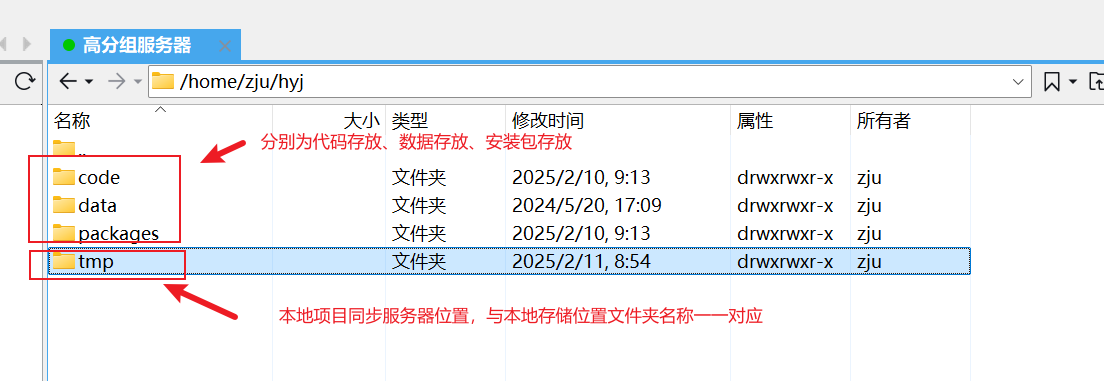 高分组服务器
/home/zju/hyj
名称 大小 类型 修改时间 属性 所有者
分别为代码存放、数据存放、安装包存放
..
code 文件夹 2025/2/10, 9:13 drwxrwxr-x zju
data 文件夹 2024/5/20, 17:09 drwxrwxr-x zju
packages 文件夹 2025/2/10, 9:13 drwxrwxr-x zju
tmp 文件夹 2025/2/11, 8:54 drwxrwxr-x zju
本地项目同步服务器位置，与本地存储位置文件夹名称一一对应